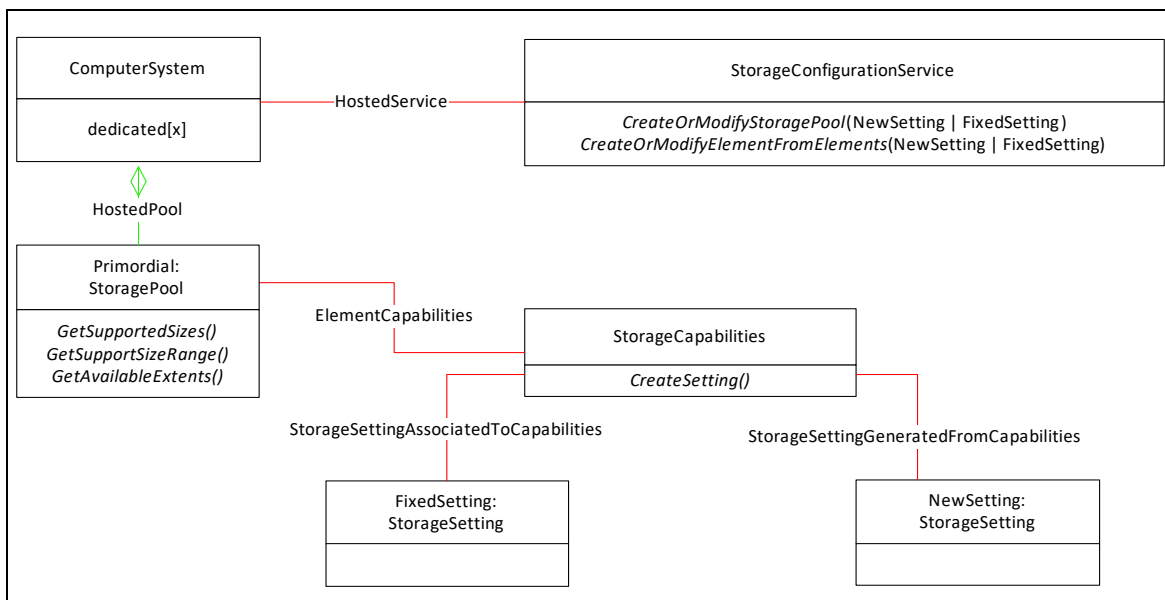 ComputerSystem
dedicated[x]
HostedService
StorageConfigurationService
CreateOrModifyStoragePool(NewSetting | FixedSetting)
CreateOrModifyElementFromElements(NewSetting | FixedSetting)
HostedPool
Primordial:
StoragePool
GetSupportedSizes()
GetSupportSizeRange()
GetAvailableExtents()
ElementCapabilities
StorageCapabilities
CreateSetting()
StorageSettingAssociatedToCapabilities
StorageSettingGeneratedFromCapabilities
FixedSetting:
StorageSetting
NewSetting:
StorageSetting